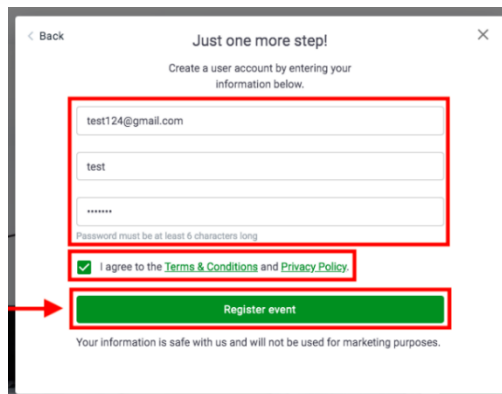 Back
Just one more step!
Create a user account by entering your
information below.
test124@gmail.com
test
•••••••
Password must be at least 6 characters long
I agree to the Terms & Conditions and Privacy Policy.
Register event
Your information is safe with us and will not be used for marketing purposes.